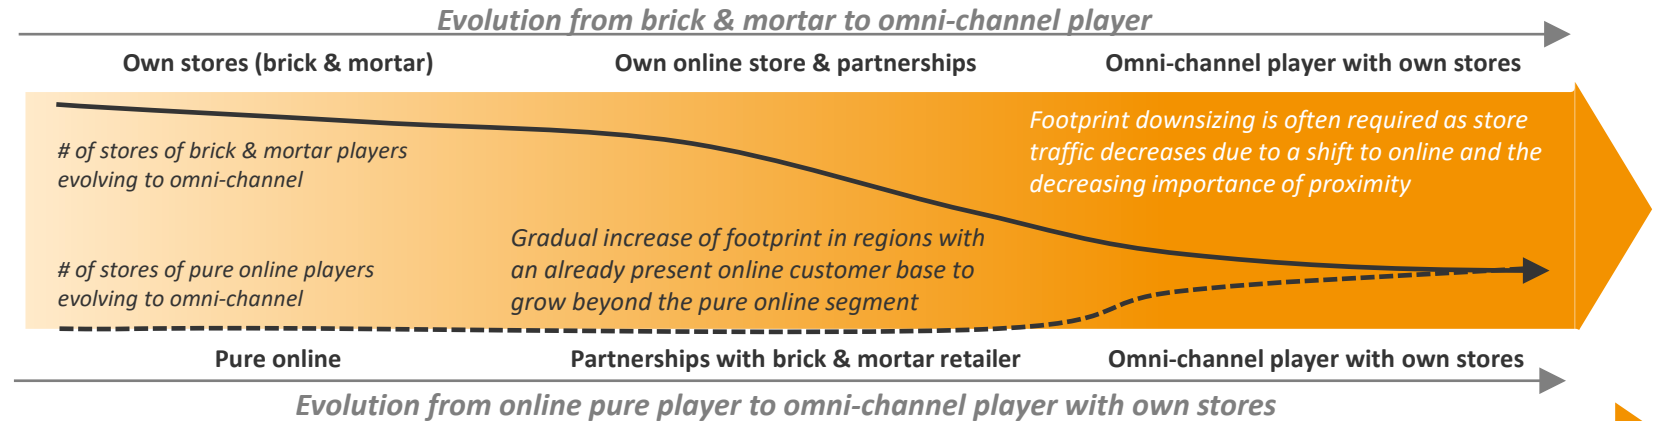 Evolution from brick & mortar to omni-channel player
Own stores (brick & mortar)
Own online store & partnerships
Omni-channel player with own stores
# of stores of brick & mortar players
evolving to omni-channel
Footprint downsizing is often required as store
traffic decreases due to a shift to online and the
decreasing importance of proximity
# of stores of pure online players
evolving to omni-channel
Gradual increase of footprint in regions with
an already present online customer base to
grow beyond the pure online segment
Pure online
Partnerships with brick & mortar retailer
Omni-channel player with own stores
Evolution from online pure player to omni-channel player with own stores